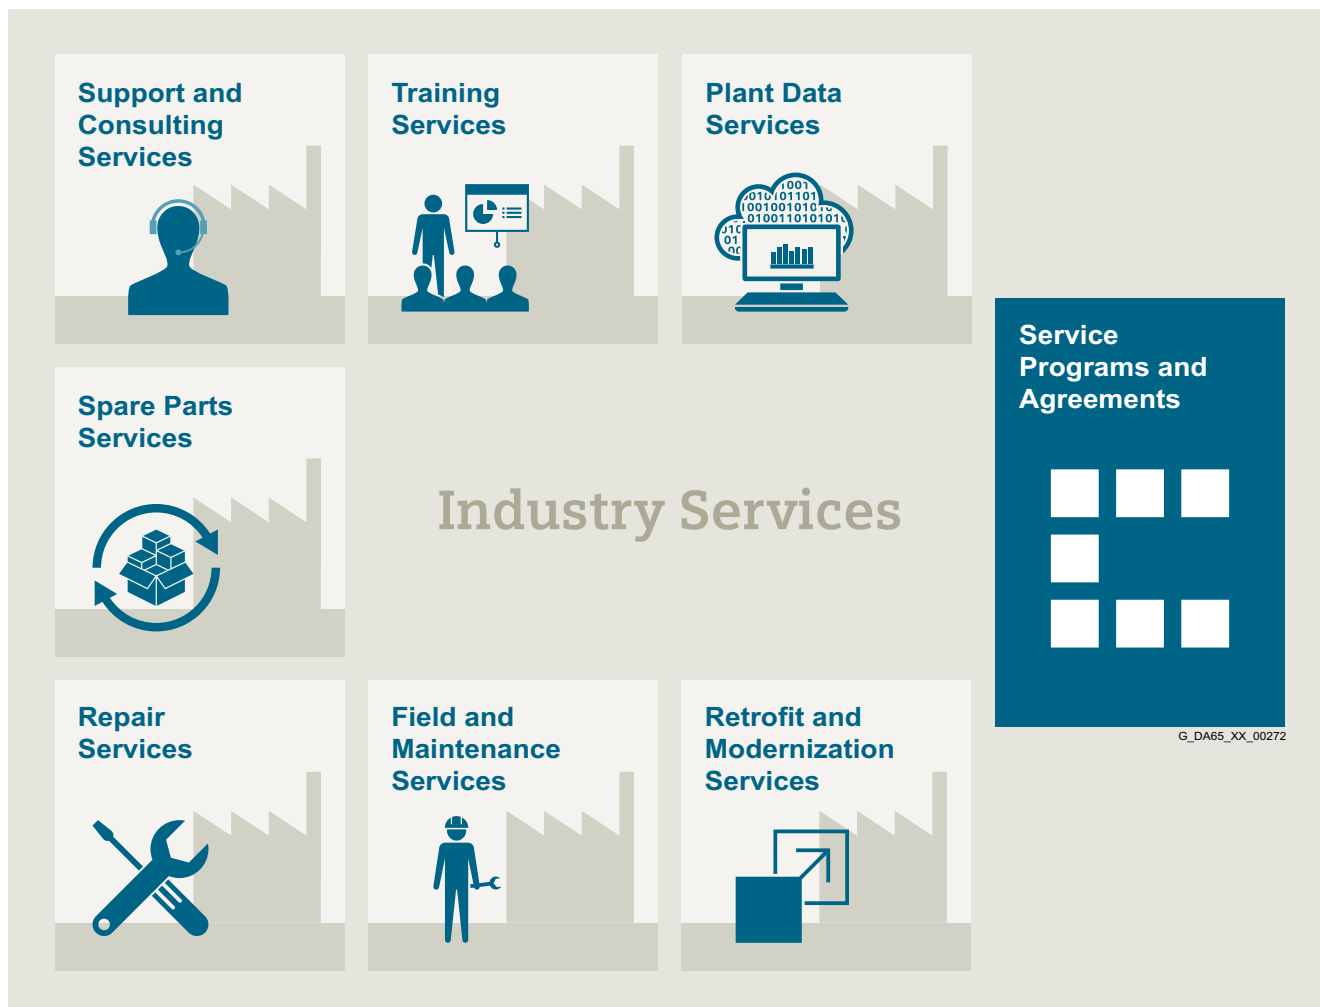 Support and
Consulting
Services
Training
Services
Plant Data
Services
Service
Programs and
Agreements
Spare Parts
Services
Industry Services
Repair
Services
Field and
Maintenance
Services
Retrofit and
Modernization
Services
G_DA65_XX_00272